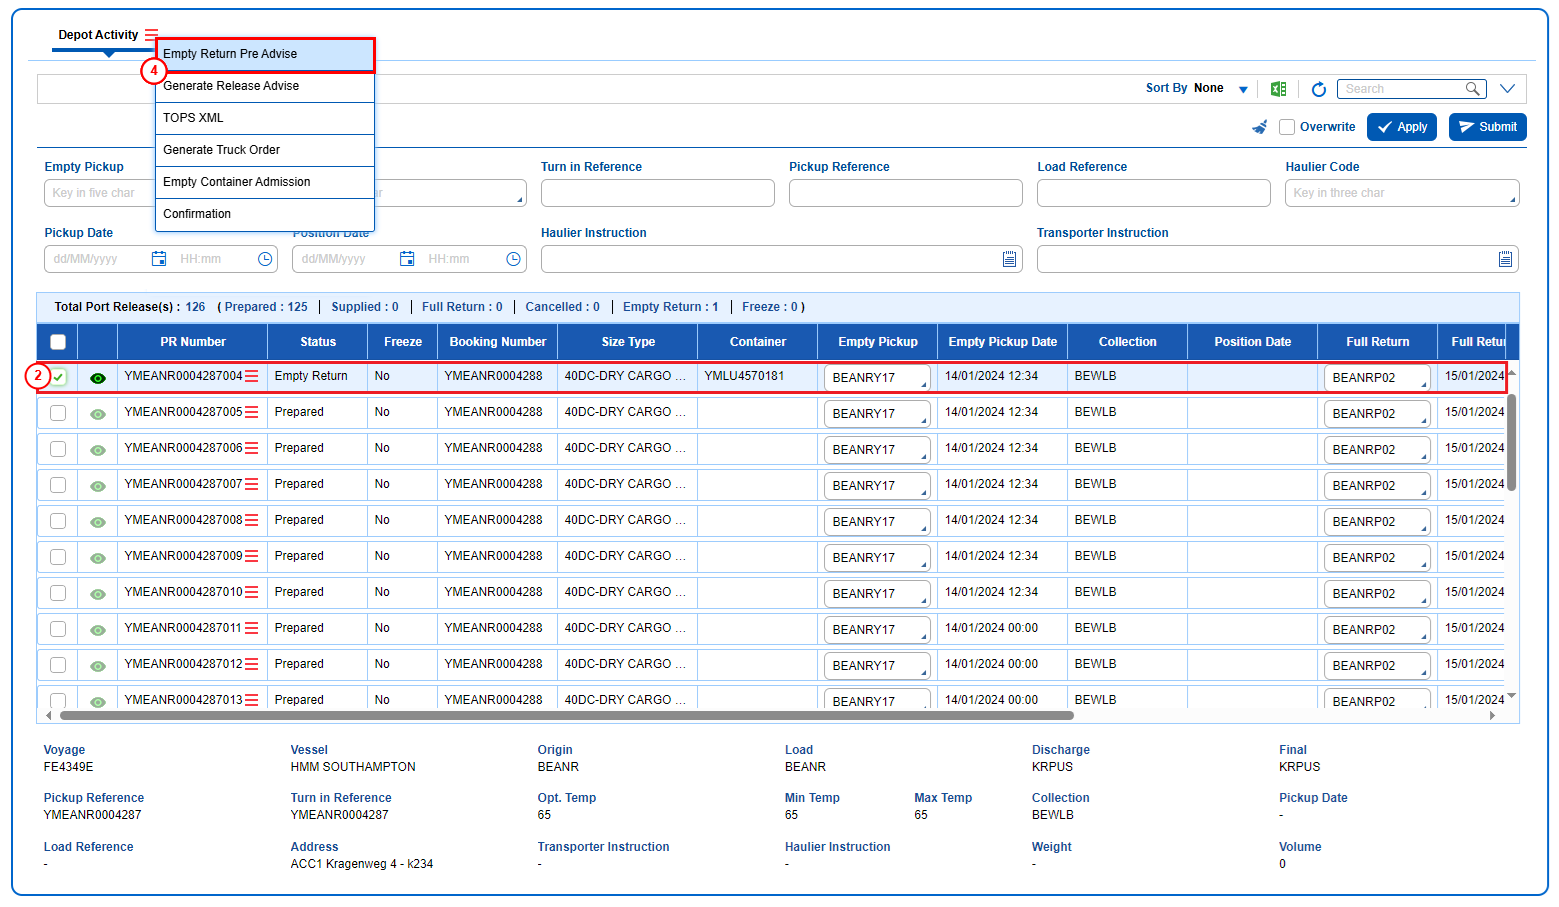 Depot Activity
Empty Return Pre Advise
4
Generate Release Advise
TOPS XML
Generate Truck Order
Empty Container Admission
Confirmation
Sort By None
Search
Overwrite Apply Submit
Empty Pickup Turn in Reference Pickup Reference Load Reference Haulier Code
Key in five char Key in three char
Pickup Date Position Date Haulier Instruction Transporter Instruction
dd/MM/yyyy HH:mm dd/MM/yyyy HH:mm
Total Port Release(s) : 126 ( Prepared : 125 | Supplied : 0 | Full Return : 0 | Cancelled : 0 | Empty Return : 1 | Freeze : 0 )
PR Number Status Freeze Booking Number Size Type Container Empty Pickup Empty Pickup Date Collection Position Date Full Return Full Retur
2 YMEANR0004287004 Empty Return No YMEANR0004288 40DC-DRY CARGO ... YMLU4570181 BEANRY17 14/01/2024 12:34 BEWLB BEANRP02 15/01/2024
YMEANR0004287005 Prepared No YMEANR0004288 40DC-DRY CARGO ... BEANRY17 14/01/2024 12:34 BEWLB BEANRP02 15/01/2024
YMEANR0004287006 Prepared No YMEANR0004288 40DC-DRY CARGO ... BEANRY17 14/01/2024 12:34 BEWLB BEANRP02 15/01/2024
YMEANR0004287007 Prepared No YMEANR0004288 40DC-DRY CARGO ... BEANRY17 14/01/2024 12:34 BEWLB BEANRP02 15/01/2024
YMEANR0004287008 Prepared No YMEANR0004288 40DC-DRY CARGO ... BEANRY17 14/01/2024 12:34 BEWLB BEANRP02 15/01/2024
YMEANR0004287009 Prepared No YMEANR0004288 40DC-DRY CARGO ... BEANRY17 14/01/2024 12:34 BEWLB BEANRP02 15/01/2024
YMEANR0004287010 Prepared No YMEANR0004288 40DC-DRY CARGO ... BEANRY17 14/01/2024 12:34 BEWLB BEANRP02 15/01/2024
YMEANR0004287011 Prepared No YMEANR0004288 40DC-DRY CARGO ... BEANRY17 14/01/2024 00:00 BEWLB BEANRP02 15/01/2024
YMEANR0004287012 Prepared No YMEANR0004288 40DC-DRY CARGO ... BEANRY17 14/01/2024 00:00 BEWLB BEANRP02 15/01/2024
YMEANR0004287013 Prepared No YMEANR0004288 40DC-DRY CARGO ... BEANRY17 14/01/2024 00:00 BEWLB BEANRP02 15/01/2024
Voyage Vessel Origin Load Discharge Final
FE4349E HMM SOUTHAMPTON BEANR BEANR KRPUS KRPUS
Pickup Reference Turn in Reference Opt. Temp Min Temp Max Temp Collection Pickup Date
YMEANR0004287 YMEANR0004287 65 65 65 BEWLB -
Load Reference Address Transporter Instruction Haulier Instruction Weight Volume
- ACC1 Kragenweg 4 - k234 - - - 0